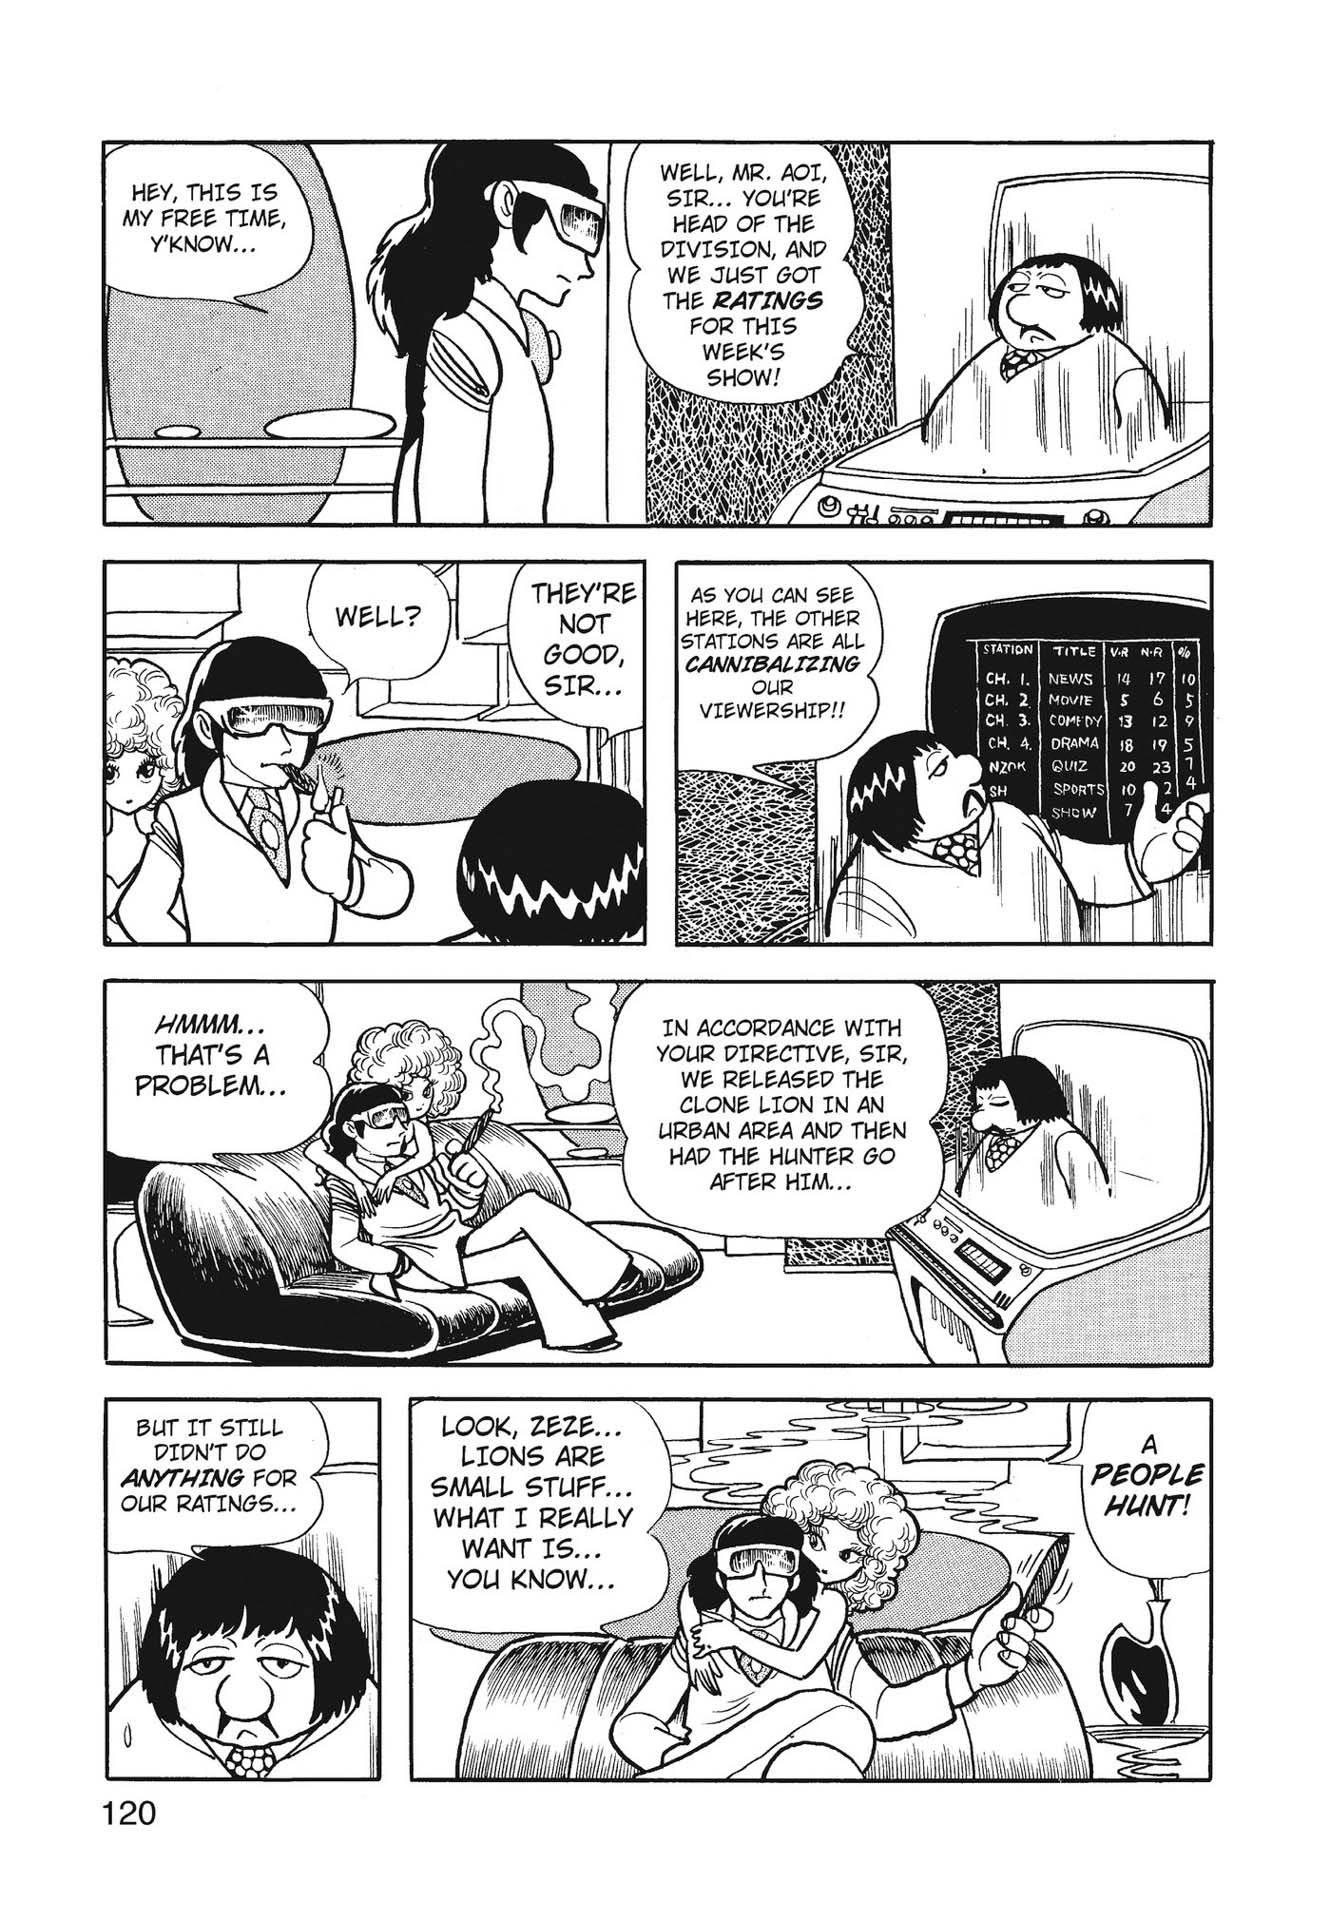 HEY, THIS IS
MY FREE TIME,
Y'KNOW...
WELL, MR. AOI,
SIR... YOU'RE
HEAD OF THE
DIVISION, AND
WE JUST GOT
THE RATINGS
FOR THIS
WEEK'S
SHOW!
WELL?
THEY'RE
NOT
GOOD,
SIR...
AS YOU CAN SEE
HERE, THE OTHER
STATIONS ARE ALL
CANNIBALIZING
OUR
VIEWERSHIP!!
STATION TITLE V·R N·R %
CH. 1. NEWS 14 17 10
CH. 2 MOVIE 5 6 5
CH. 3. COMEDY 13 12 9
CH. 4. DRAMA 18 19 5
QUIZ 20 23 7
SH SPORTS 10 2 4
SHOW 7 4
HMMM...
THAT'S A
PROBLEM...
IN ACCORDANCE WITH
YOUR DIRECTIVE, SIR,
WE RELEASED THE
CLONE LION IN AN
URBAN AREA AND THEN
HAD THE HUNTER GO
AFTER HIM...
BUT IT STILL
DIDN'T DO
ANYTHING FOR
OUR RATINGS...
LOOK, ZEZE...
LIONS ARE
SMALL STUFF...
WHAT I REALLY
WANT IS...
YOU KNOW...
A
PEOPLE
HUNT!
120